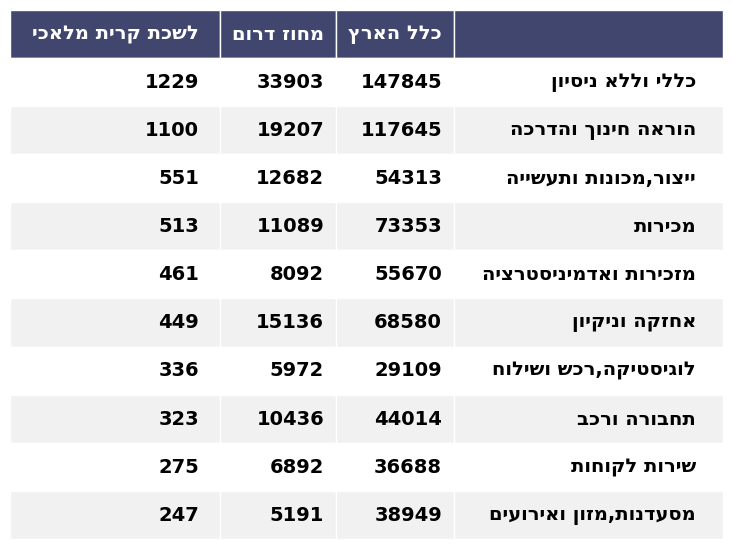 כלל הארץ מחוז דרום לשכת קרית מלאכי
כללי וללא ניסיון 147845 33903 1229
הוראה חינוך והדרכה 117645 19207 1100
ייצור,מכונות ותעשייה 54313 12682 551
מכירות 73353 11089 513
מזכירות ואדמיניסטרציה 55670 8092 461
אחזקה וניקיון 68580 15136 449
לוגיסטיקה,רכש ושילוח 29109 5972 336
תחבורה ורכב 44014 10436 323
שירות לקוחות 36688 6892 275
מסעדנות,מזון ואירועים 38949 5191 247